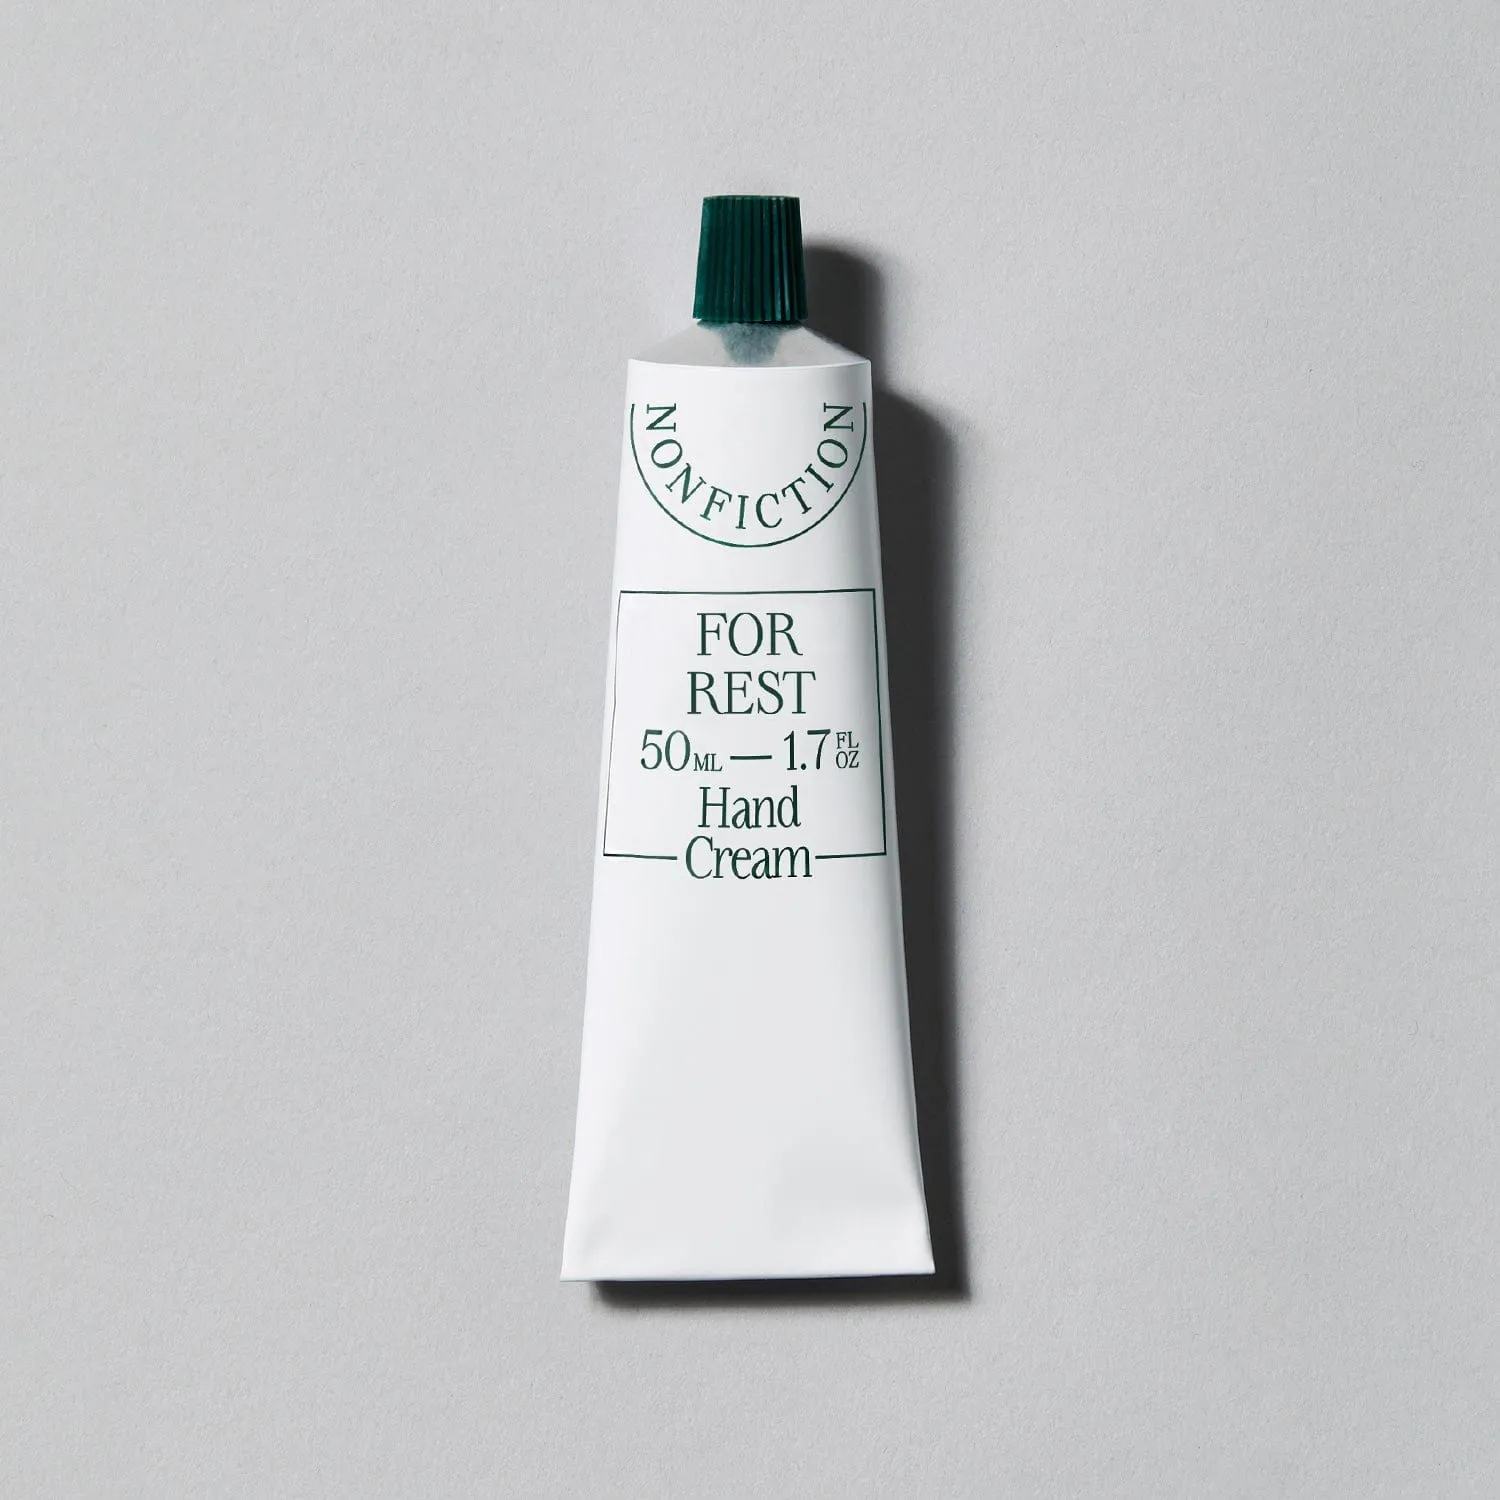 NONFICTION
FOR
REST
50ML — 1.7 FL OZ
Hand
Cream